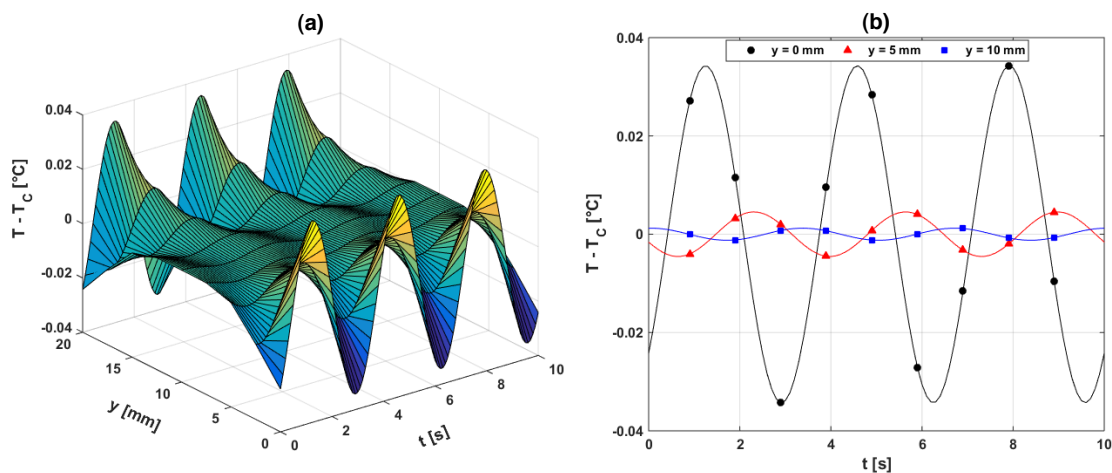 (a)
0.04
0.02
0
-0.02
-0.04
T - T_C [°C]
20
15
10
5
0
y [mm]
0
2
4
6
8
10
t [s]
(b)
y = 0 mm y = 5 mm y = 10 mm
0.04
0.02
0
-0.02
-0.04
T - T_C [°C]
0 2 4 6 8 10
t [s]